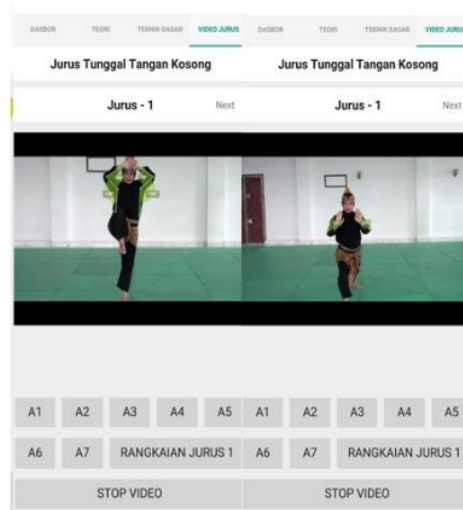 DASBOR TEORI TEKNIK DASAR VIDEO JURUS
Jurus Tunggal Tangan Kosong
Jurus - 1 Next
A1 A2 A3 A4 A5
A6 A7 RANGKAIAN JURUS 1
STOP VIDEO
DASBOR TEORI TEKNIK DASAR VIDEO JURUS
Jurus Tunggal Tangan Kosong
Jurus - 1 Next
A1 A2 A3 A4 A5
A6 A7 RANGKAIAN JURUS 1
STOP VIDEO